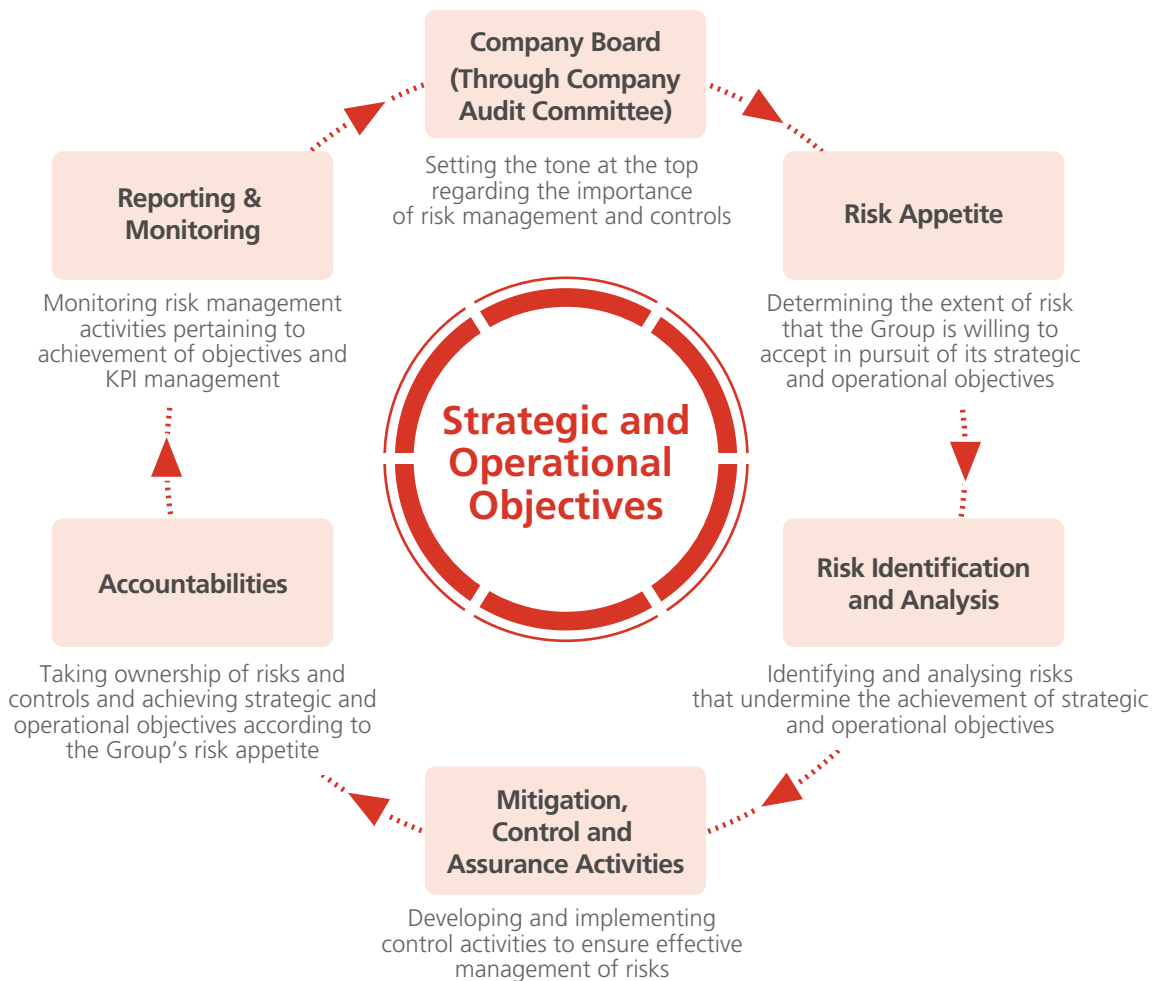 Company Board
(Through Company
Audit Committee)
Setting the tone at the top
regarding the importance
of risk management and controls
Risk Appetite
Determining the extent of risk
that the Group is willing to
accept in pursuit of its strategic
and operational objectives
Risk Identification
and Analysis
Identifying and analysing risks
that undermine the achievement of strategic
and operational objectives
Mitigation,
Control and
Assurance Activities
Developing and implementing
control activities to ensure effective
management of risks
Accountabilities
Taking ownership of risks and
controls and achieving strategic and
operational objectives according to
the Group’s risk appetite
Reporting &
Monitoring
Monitoring risk management
activities pertaining to
achievement of objectives and
KPI management
Strategic and
Operational
Objectives